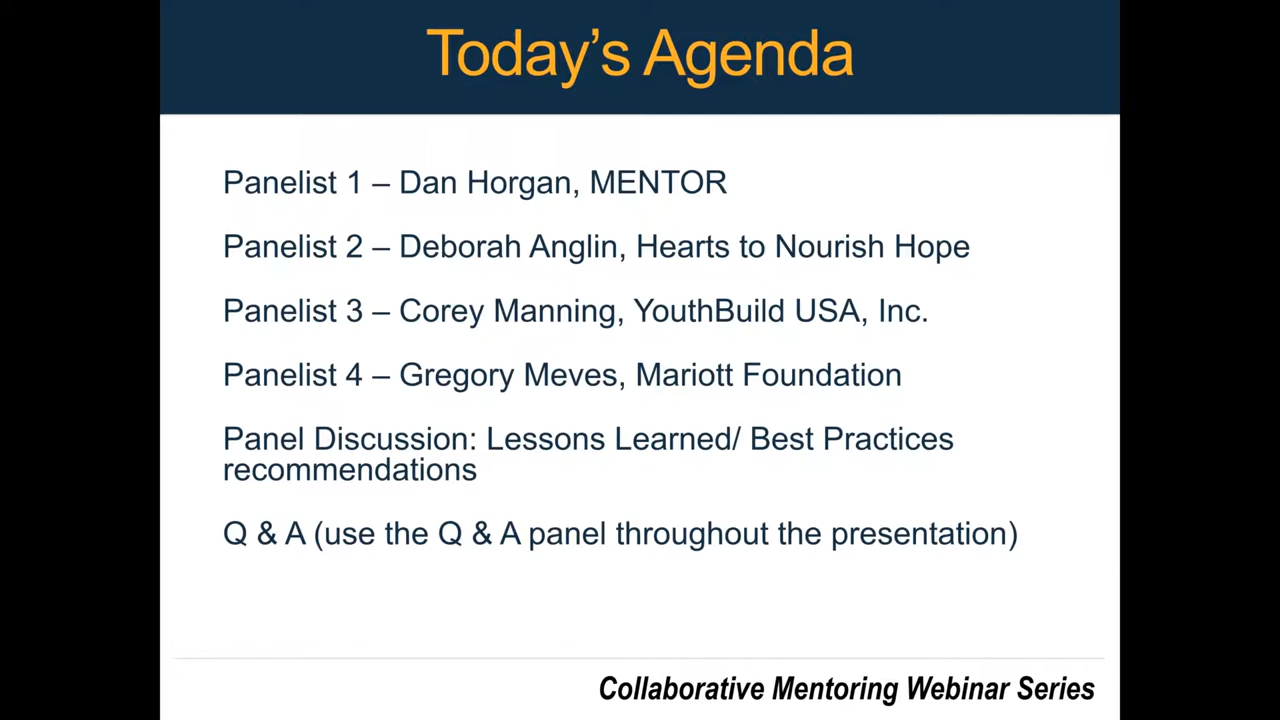 Today’s Agenda
Panelist 1 – Dan Horgan, MENTOR
Panelist 2 – Deborah Anglin, Hearts to Nourish Hope
Panelist 3 – Corey Manning, YouthBuild USA, Inc.
Panelist 4 – Gregory Meves, Mariott Foundation
Panel Discussion: Lessons Learned/ Best Practices
recommendations
Q & A (use the Q & A panel throughout the presentation)
Collaborative Mentoring Webinar Series